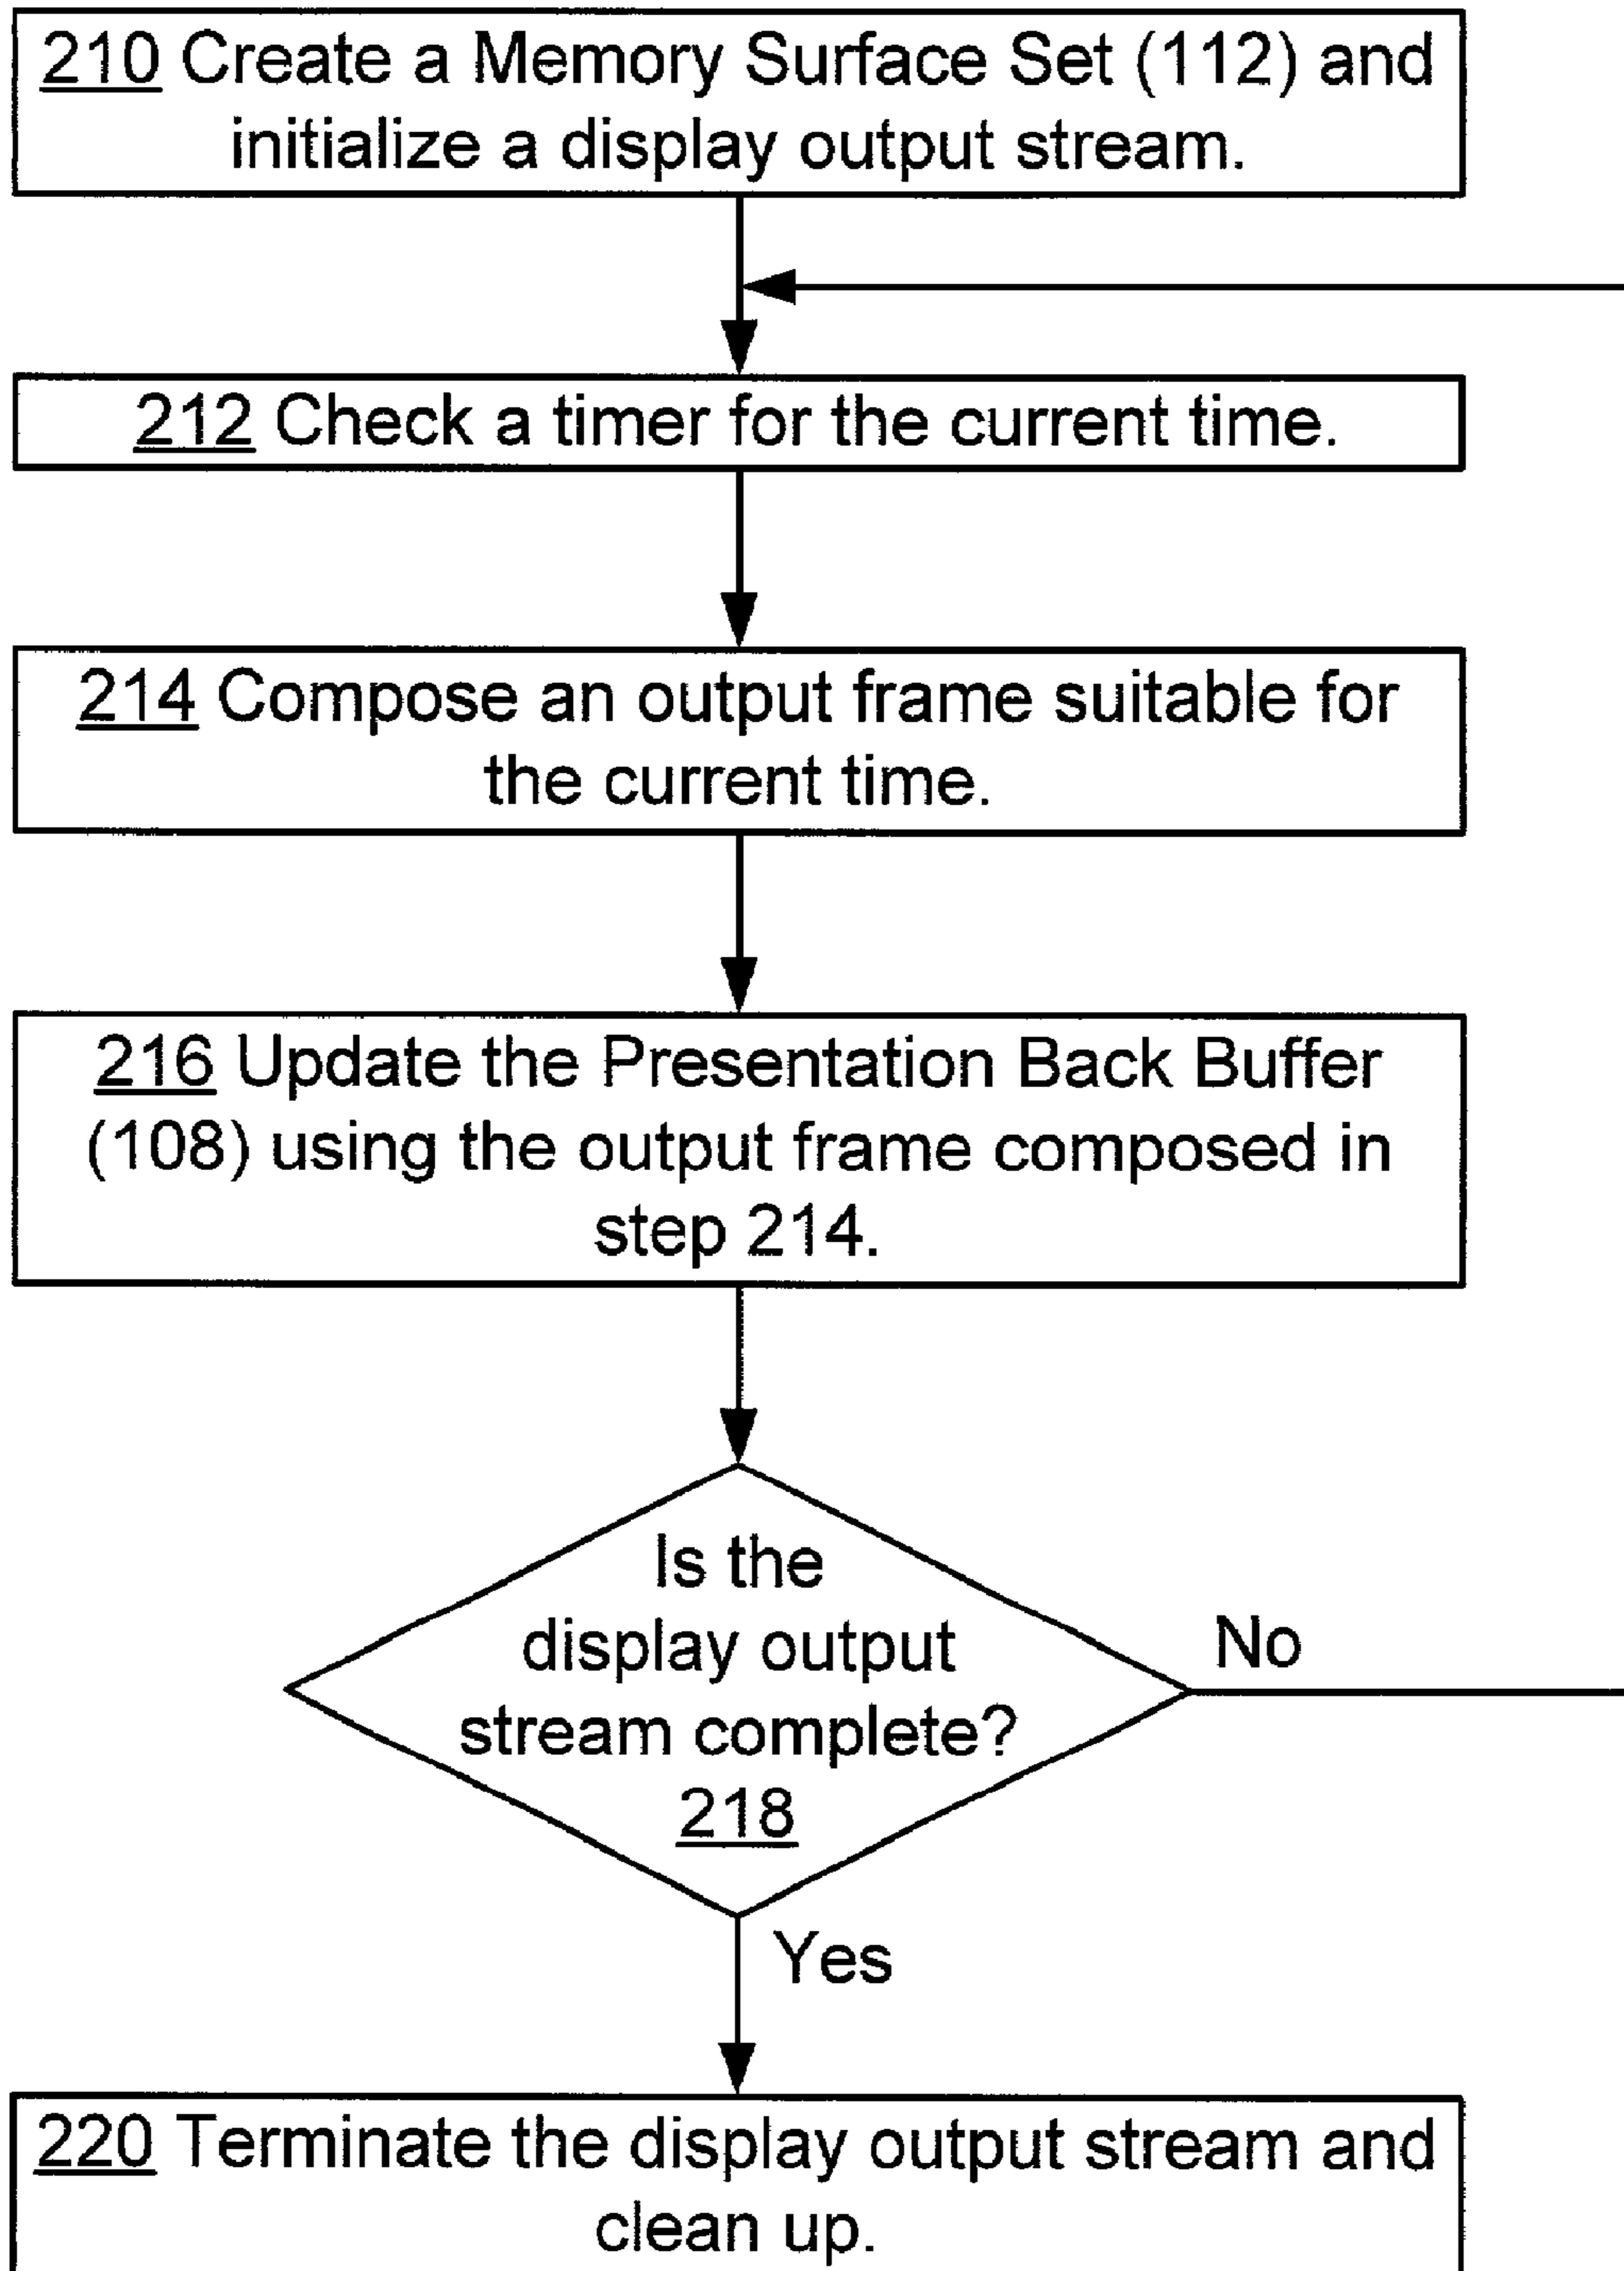 210 Create a Memory Surface Set (112) and
initialize a display output stream.
212 Check a timer for the current time.
214 Compose an output frame suitable for
the current time.
216 Update the Presentation Back Buffer
(108) using the output frame composed in
step 214.
Is the
display output
stream complete?
218
No
Yes
220 Terminate the display output stream and
clean up.